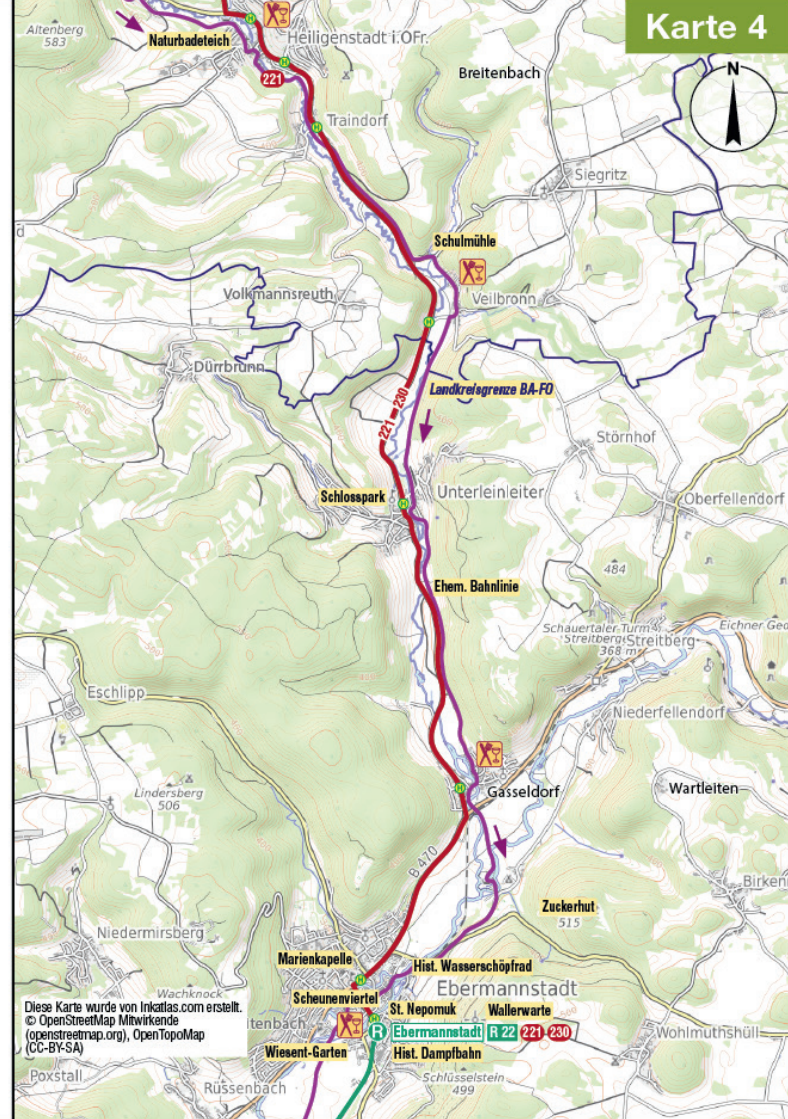 Karte 4
Altenberg
583
Naturbadeteich
Heiligenstadt i.OFr.
H
Breitenbach
N
H
221
Traindorf
H
Siegritz
Schulmühle
Volkmannsreuth
Veilbronn
H
Dürrbrunn
Landkreisgrenze BA-FO
221
230
Störnhof
Schlosspark
H
Unterleinleiter
Oberfellendorf
Ehem. Bahnlinie
484
Schauertaler Turm
Streitberg
368 m
Streitberg
Eichner Ge
Eschlipp
Niederfellendorf
Lindersberg
506
H
Gasseldorf
Wartleiten
B 470
Birken
Zuckerhut
515
Niedermirsberg
Marienkapelle
Hist. Wasserschöpfrad
H
Wachknock
Scheunenviertel
Ebermannstadt
Diese Karte wurde von Inkatlas.com erstellt.
© OpenStreetMap Mitwirkende
(openstreetmap.org), OpenTopoMap
(CC-BY-SA)
tenbach
St. Nepomuk
Wallerwarte
500
H
R
Ebermannstadt
R 22
221
230
Wohlmuthshüll
Wiesent-Garten
Hist. Dampfbahn
Poxstall
Rüssenbach
Schlüsselstein
499